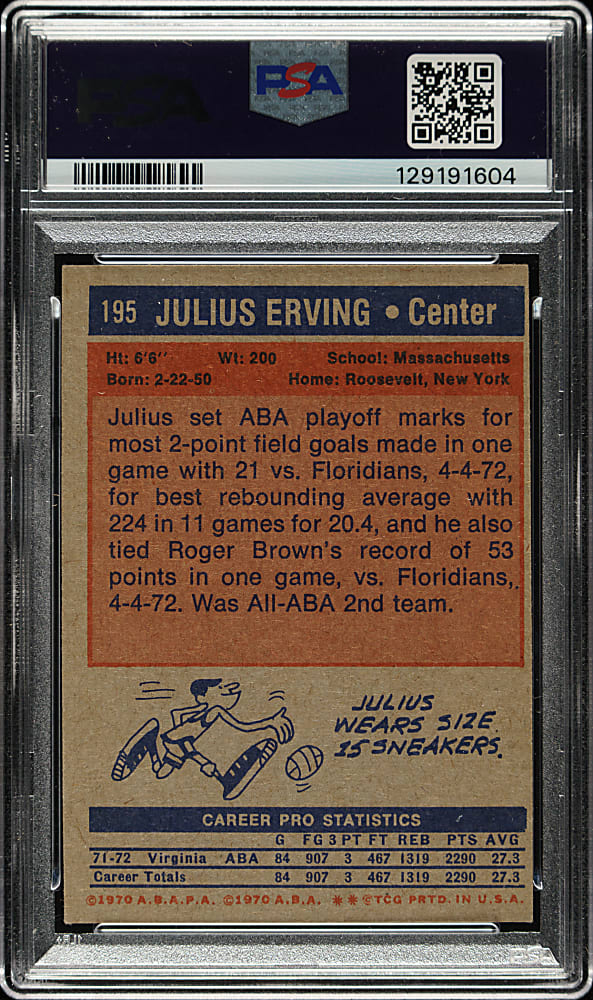 PSA
129191604
195 JULIUS ERVING • Center
Ht: 6'6'' Wt: 200 School: Massachusetts
Born: 2-22-50 Home: Roosevelt, New York
Julius set ABA playoff marks for
most 2-point field goals made in one
game with 21 vs. Floridians, 4-4-72,
for best rebounding average with
224 in 11 games for 20.4, and he also
tied Roger Brown's record of 53
points in one game, vs. Floridians,
4-4-72. Was All-ABA 2nd team.
JULIUS
WEARS SIZE
15 SNEAKERS.
CAREER PRO STATISTICS
G FG 3PT FT REB PTS AVG
71-72 Virginia ABA 84 907 3 467 1319 2290 27.3
Career Totals 84 907 3 467 1319 2290 27.3
©1970 A.B.A.P.A. ©1970 A.B.A. ** ©TCG PRTD. IN U.S.A.